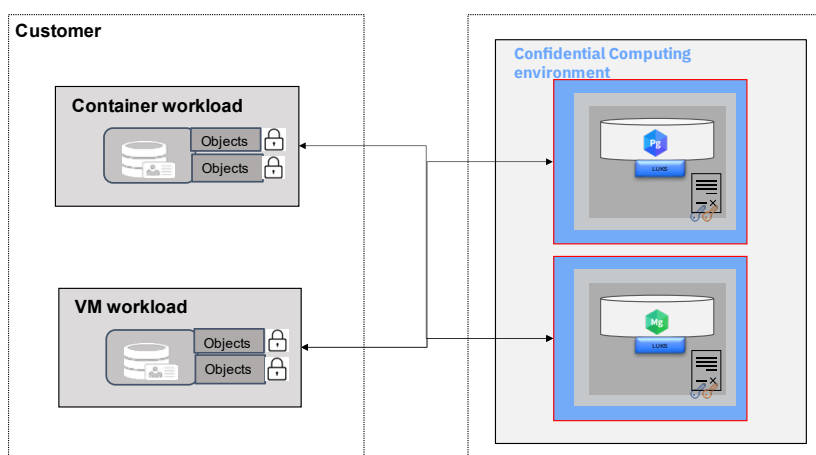 Customer
Container workload
Objects
Objects
VM workload
Objects
Objects
Confidential Computing
environment
Pg
LUKS
Mg
LUKS